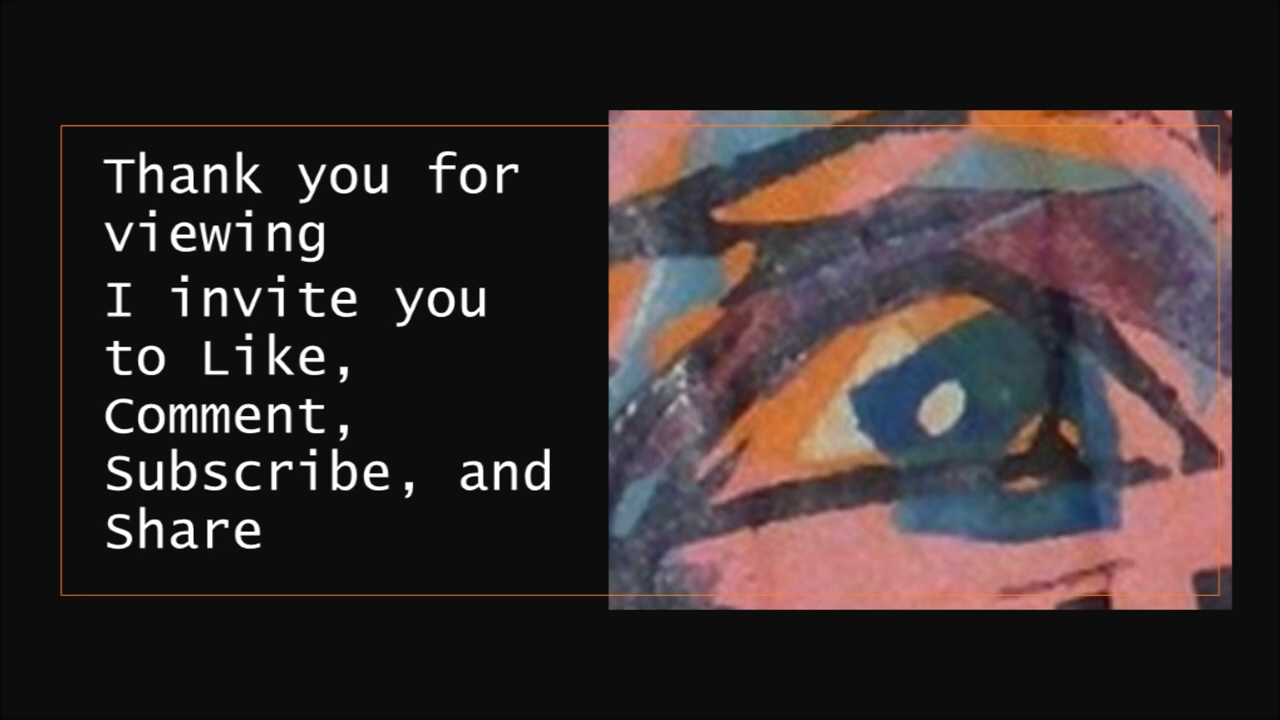 Thank you for
viewing
I invite you
to Like,
Comment,
Subscribe, and
Share